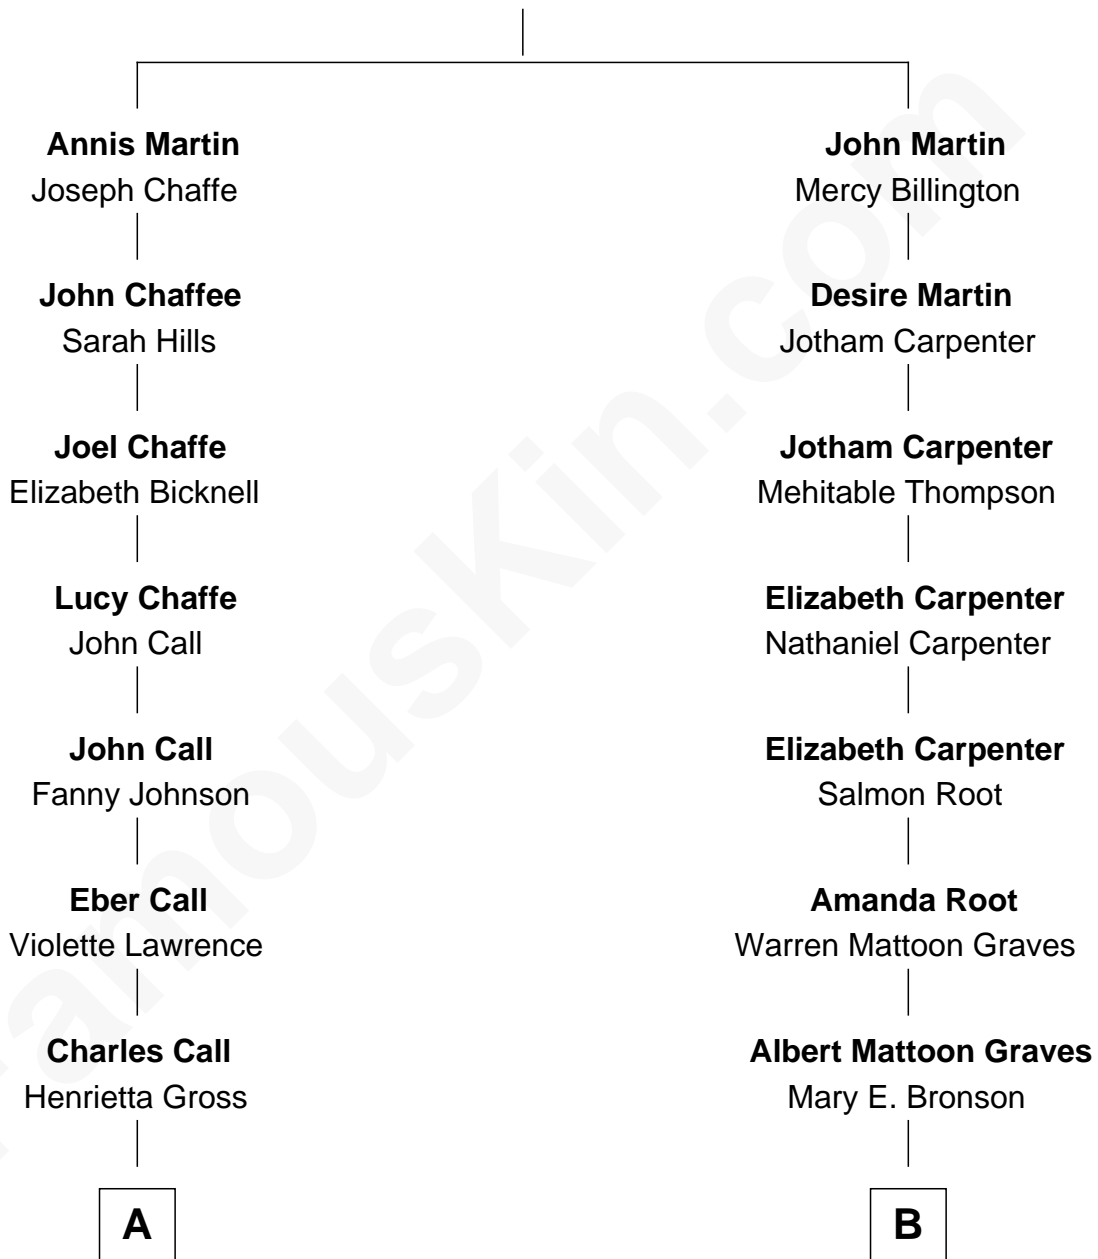 Annis Martin
Joseph Chaffe
John Chaffee
Sarah Hills
Joel Chaffe
Elizabeth Bicknell
Lucy Chaffe
John Call
John Call
Fanny Johnson
Eber Call
Violette Lawrence
Charles Call
Henrietta Gross
A
John Martin
Mercy Billington
Desire Martin
Jotham Carpenter
Jotham Carpenter
Mehitable Thompson
Elizabeth Carpenter
Nathaniel Carpenter
Elizabeth Carpenter
Salmon Root
Amanda Root
Warren Mattoon Graves
Albert Mattoon Graves
Mary E. Bronson
B
FamousKin.com